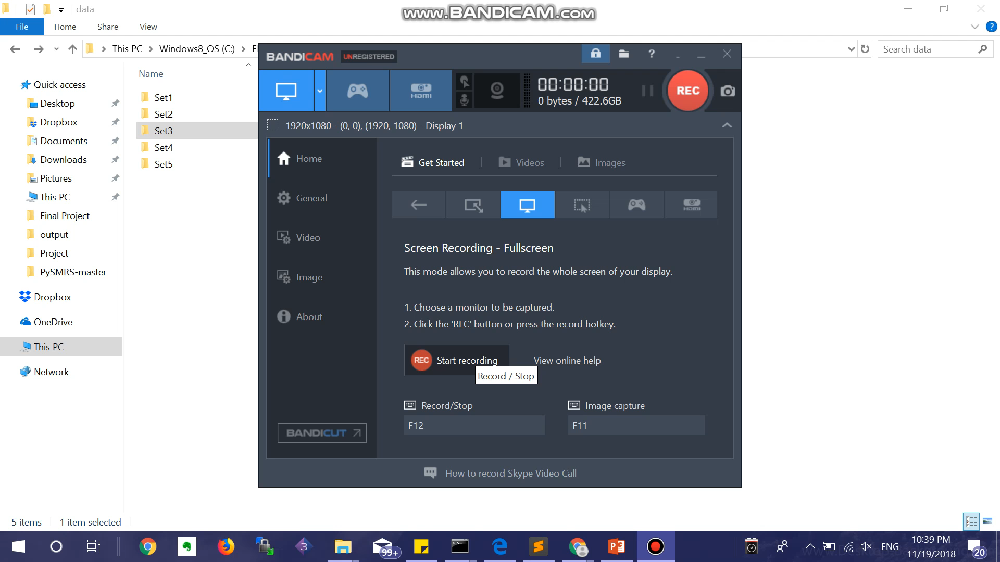 data
www.BANDICAM.com
File Home Share View
This PC Windows8_OS (C:) E
Search data
BANDICAM UNREGISTERED
Name
Quick access
Desktop
Dropbox
Documents
Downloads
Pictures
This PC
Final Project
output
Project
PySMRS-master
Dropbox
OneDrive
This PC
Network
Set1
Set2
Set3
Set4
Set5
HDMI
00:00:00
0 bytes / 422.6GB
REC
1920x1080 - (0, 0), (1920, 1080) - Display 1
Home
General
Video
Image
About
BANDICUT
Get Started Videos Images
HDMI
Screen Recording - Fullscreen
This mode allows you to record the whole screen of your display.
1. Choose a monitor to be captured.
2. Click the 'REC' button or press the record hotkey.
REC Start recording View online help
Record / Stop
Record/Stop Image capture
F12 F11
How to record Skype Video Call
5 items 1 item selected
3
99+
ENG
10:39 PM
11/19/2018
20